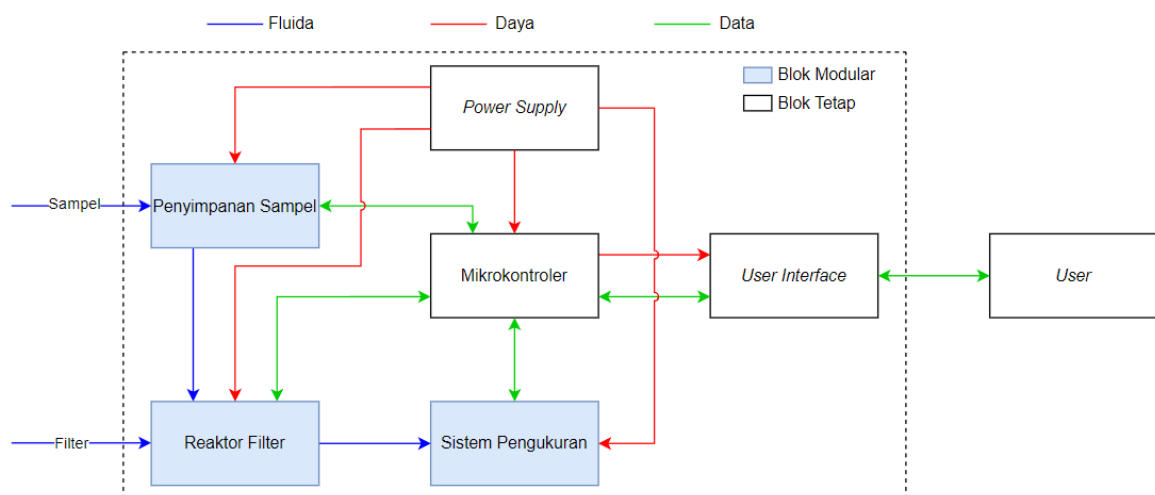 Fluida
Daya
Data
Blok Modular
Blok Tetap
Power Supply
Sampel
Penyimpanan Sampel
Mikrokontroler
User Interface
User
Filter
Reaktor Filter
Sistem Pengukuran